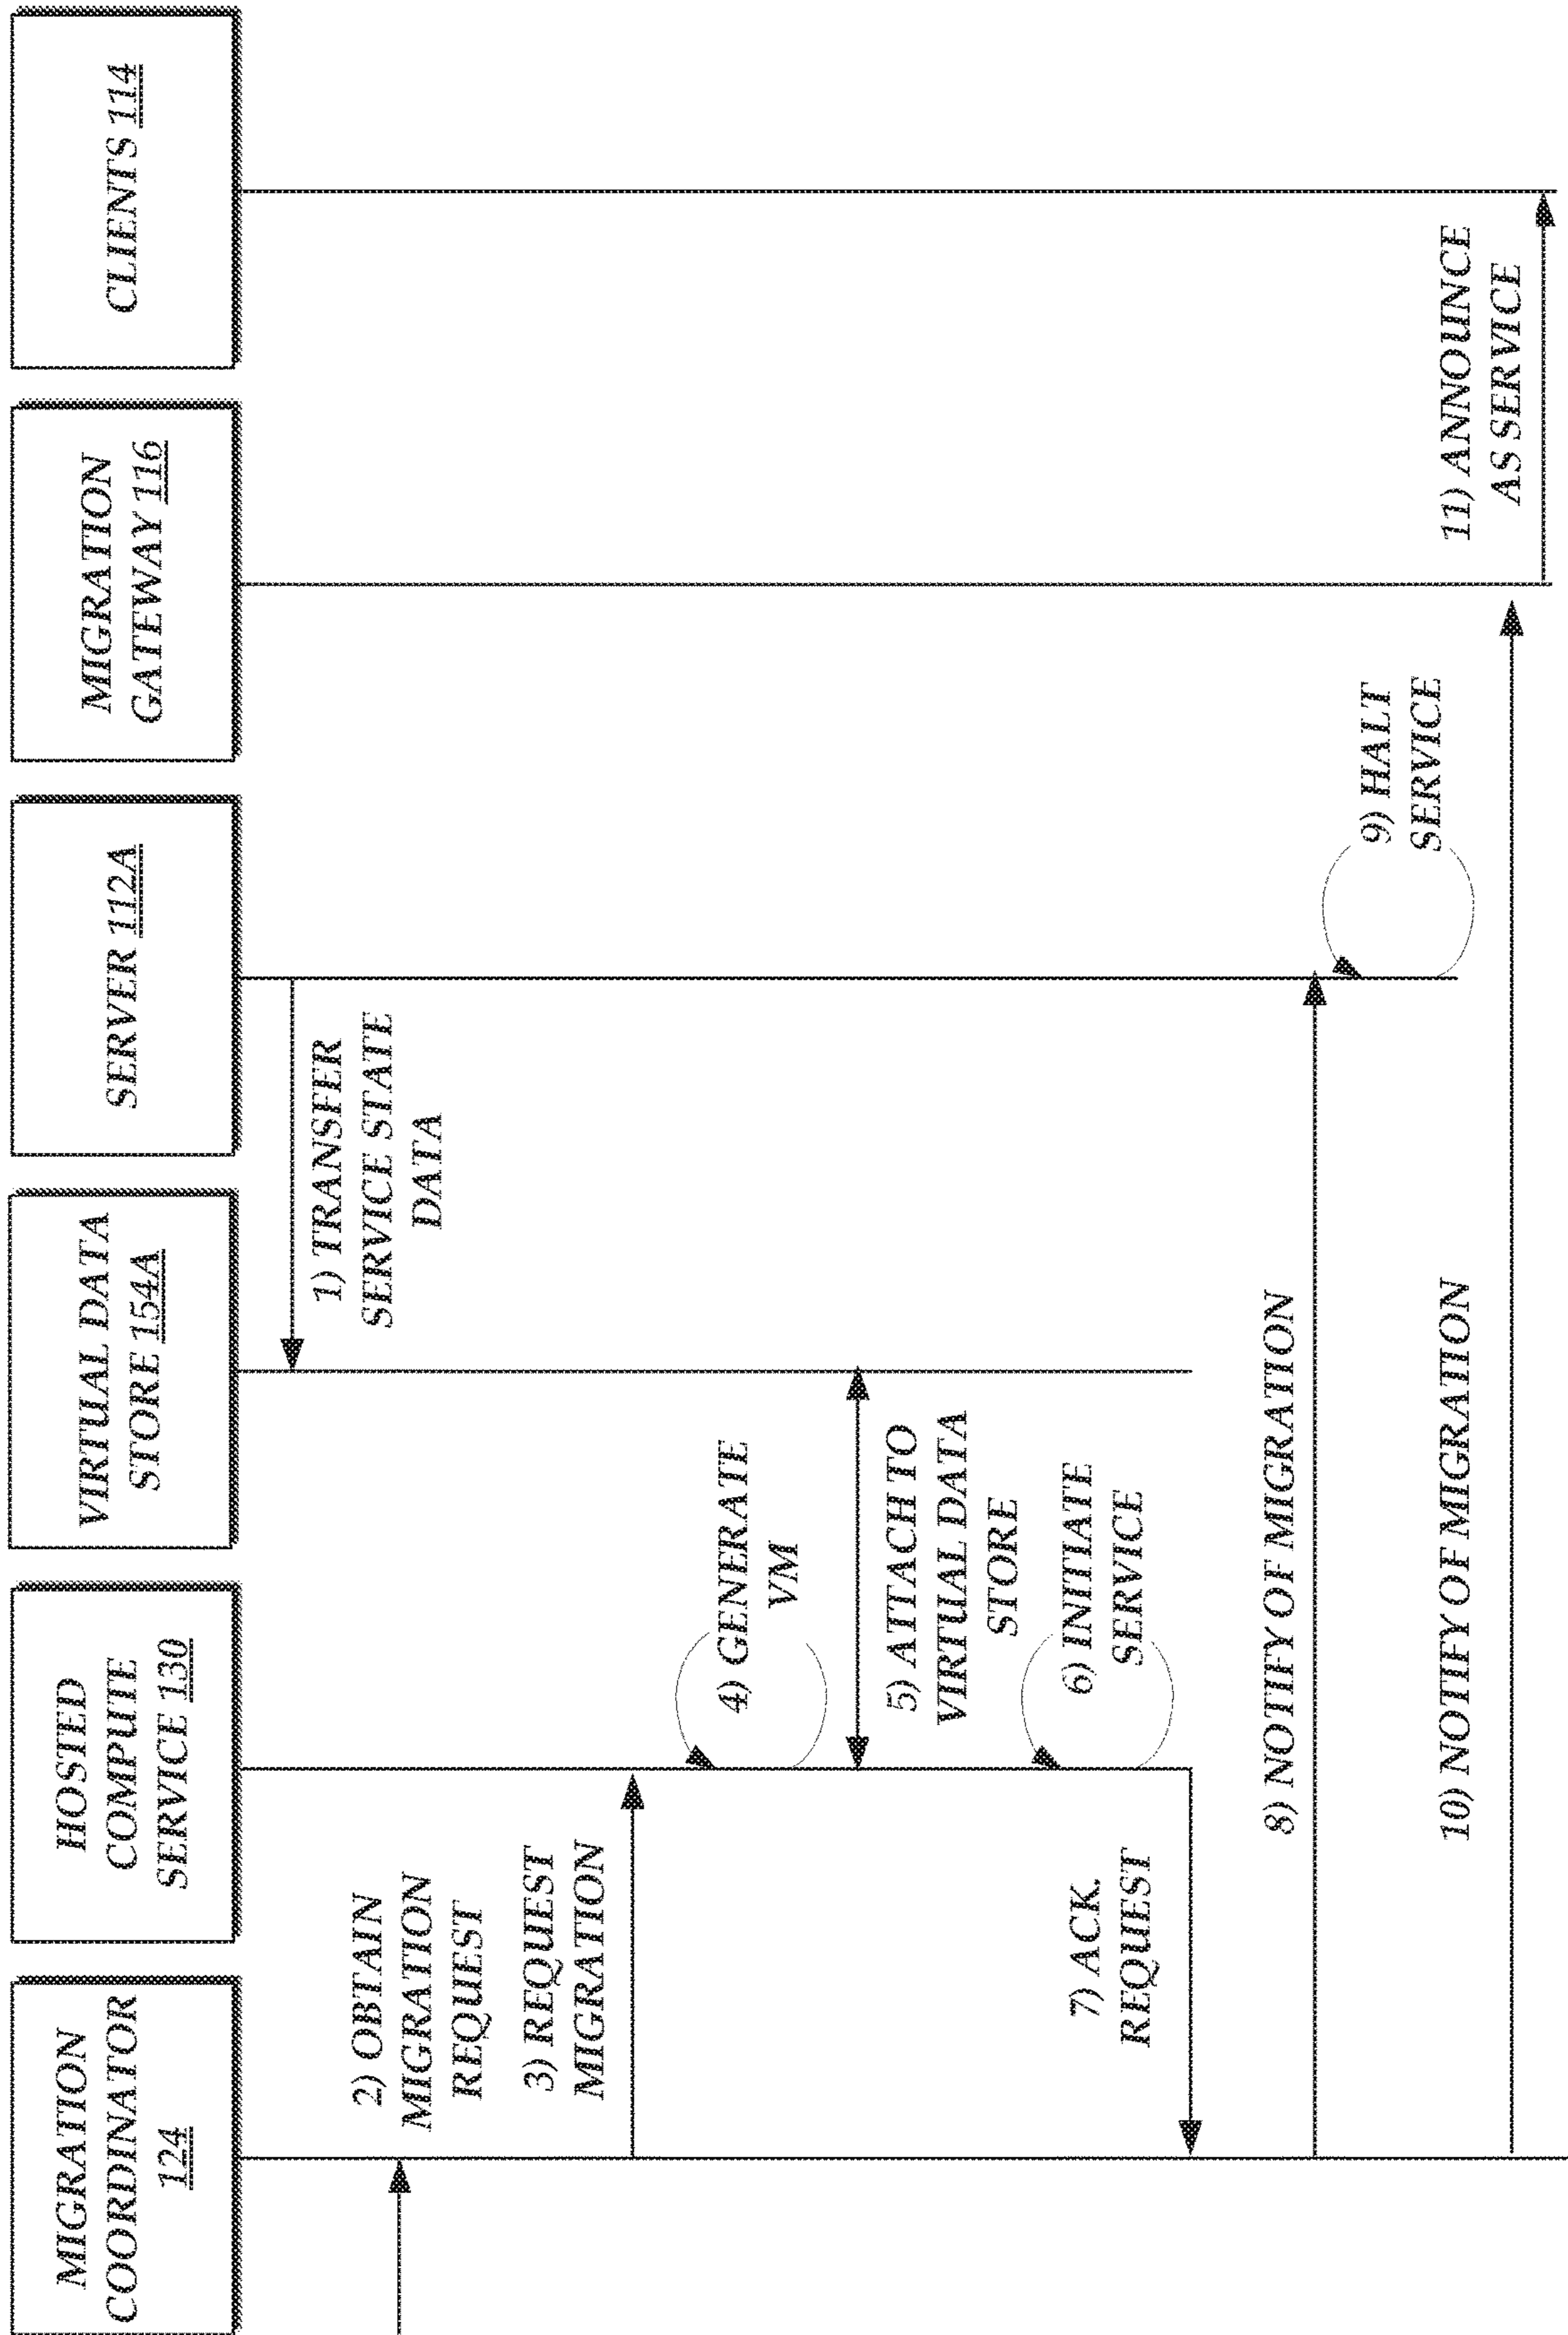 MIGRATION
COORDINATOR
124
HOSTED
COMPUTE
SERVICE 130
VIRTUAL DATA
STORE 154A
SERVER 112A
MIGRATION
GATEWAY 116
CLIENTS 114
1) TRANSFER
SERVICE STATE
DATA
2) OBTAIN
MIGRATION
REQUEST
3) REQUEST
MIGRATION
4) GENERATE
VM
5) ATTACH TO
VIRTUAL DATA
STORE
6) INITIATE
SERVICE
7) ACK.
REQUEST
8) NOTIFY OF MIGRATION
9) HALT
SERVICE
10) NOTIFY OF MIGRATION
11) ANNOUNCE
AS SERVICE